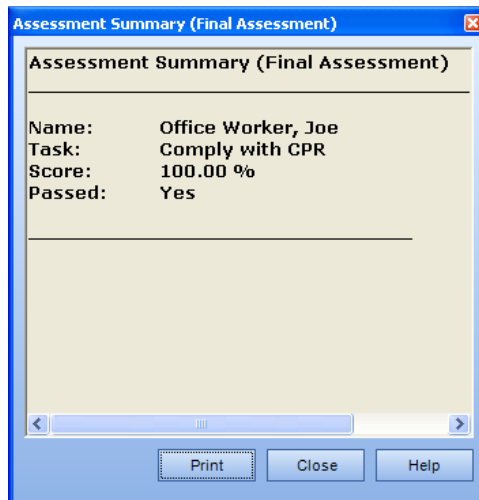 Assessment Summary (Final Assessment)
Assessment Summary (Final Assessment)
Name: Office Worker, Joe
Task: Comply with CPR
Score: 100.00 %
Passed: Yes
Print Close Help